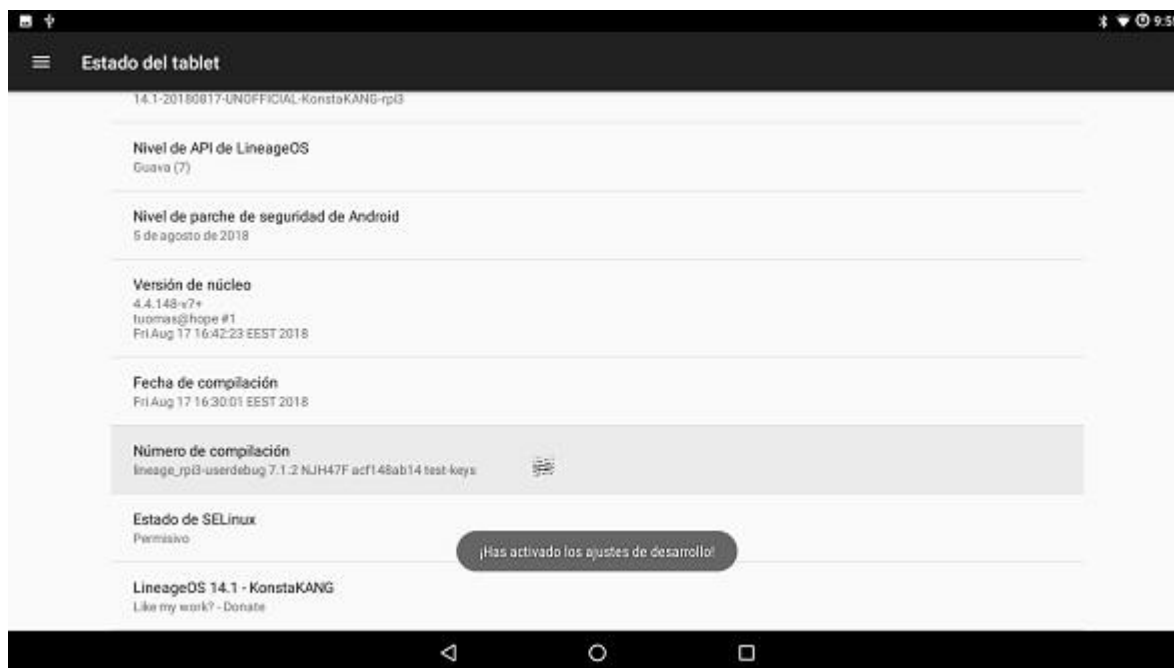 9:5
Estado del tablet
14.1-20180817-UNOFFICIAL-KonstaKANG-rpi3
Nivel de API de LineageOS
Guava (7)
Nivel de parche de seguridad de Android
5 de agosto de 2018
Versión de núcleo
4.4.148-v7+
tuomas@hope #1
Fri Aug 17 16:42:23 EEST 2018
Fecha de compilación
Fri Aug 17 16:30:01 EEST 2018
Número de compilación
lineage_rpi3-userdebug 7.1.2 NJH47F acf148ab14 test-keys
Estado de SELinux
Permisivo
¡Has activado los ajustes de desarrollo!
LineageOS 14.1 - KonstaKANG
Like my work? - Donate